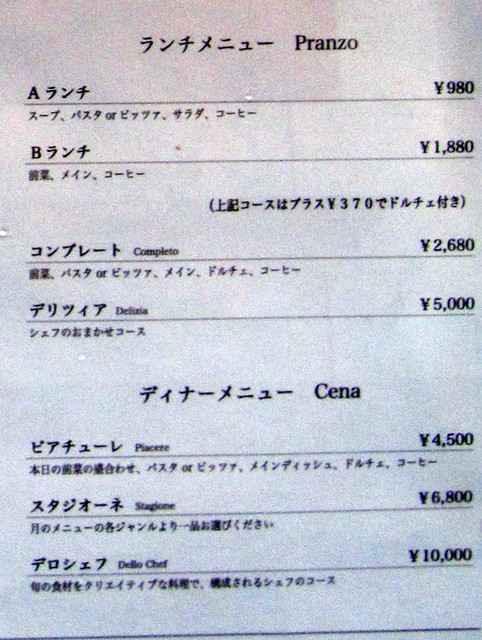 ランチメニュー Pranzo
Aランチ ￥980
スープ、パスタorピッツァ、サラダ、コーヒー
Bランチ ￥1,880
前菜、メイン、コーヒー
（上記コースはプラス￥３７０でドルチェ付き）
コンプレート Completo ￥2,680
前菜、パスタorピッツァ、メイン、ドルチェ、コーヒー
デリツィア Delizia ￥5,000
シェフのおまかせコース
ディナーメニュー Cena
ピアチューレ Piacere ￥4,500
本日の前菜の盛合わせ、パスタorピッツァ、メインディッシュ、ドルチェ、コーヒー
スタジオーネ Stagione ￥6,800
月のメニューの各ジャンルより一品お選びください
デロシェフ Dello Chef ￥10,000
旬の食材をクリエイティブな料理で、構成されるシェフのコース